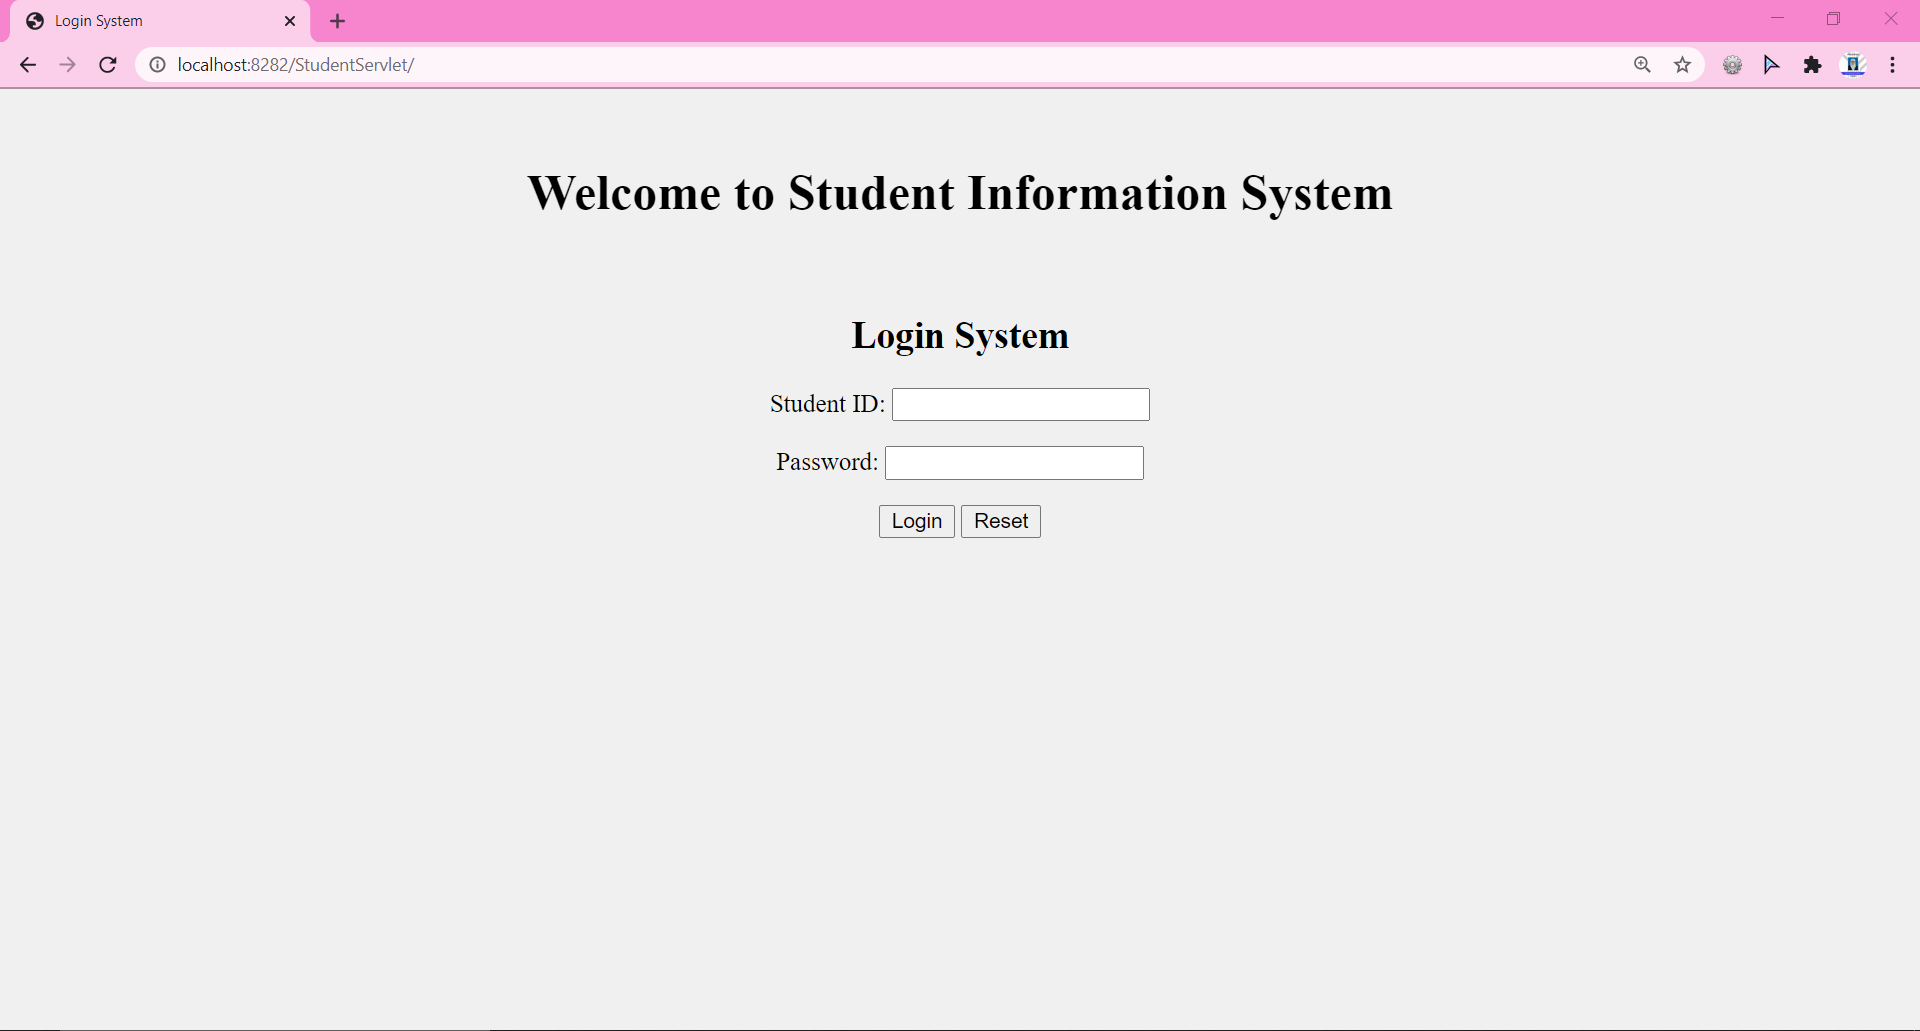 Login System
localhost:8282/StudentServlet/
Welcome to Student Information System
Login System
Student ID:
Password:
Login Reset